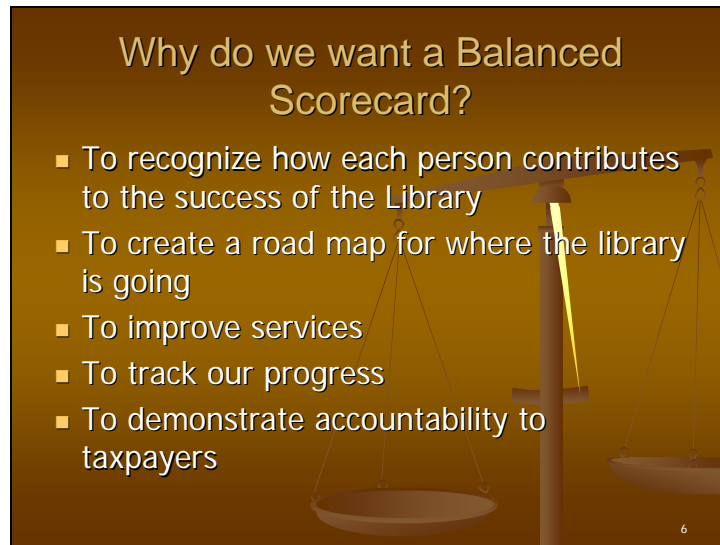 Why do we want a Balanced
Scorecard?
To recognize how each person contributes
to the success of the Library
To create a road map for where the library
is going
To improve services
To track our progress
To demonstrate accountability to
taxpayers
6